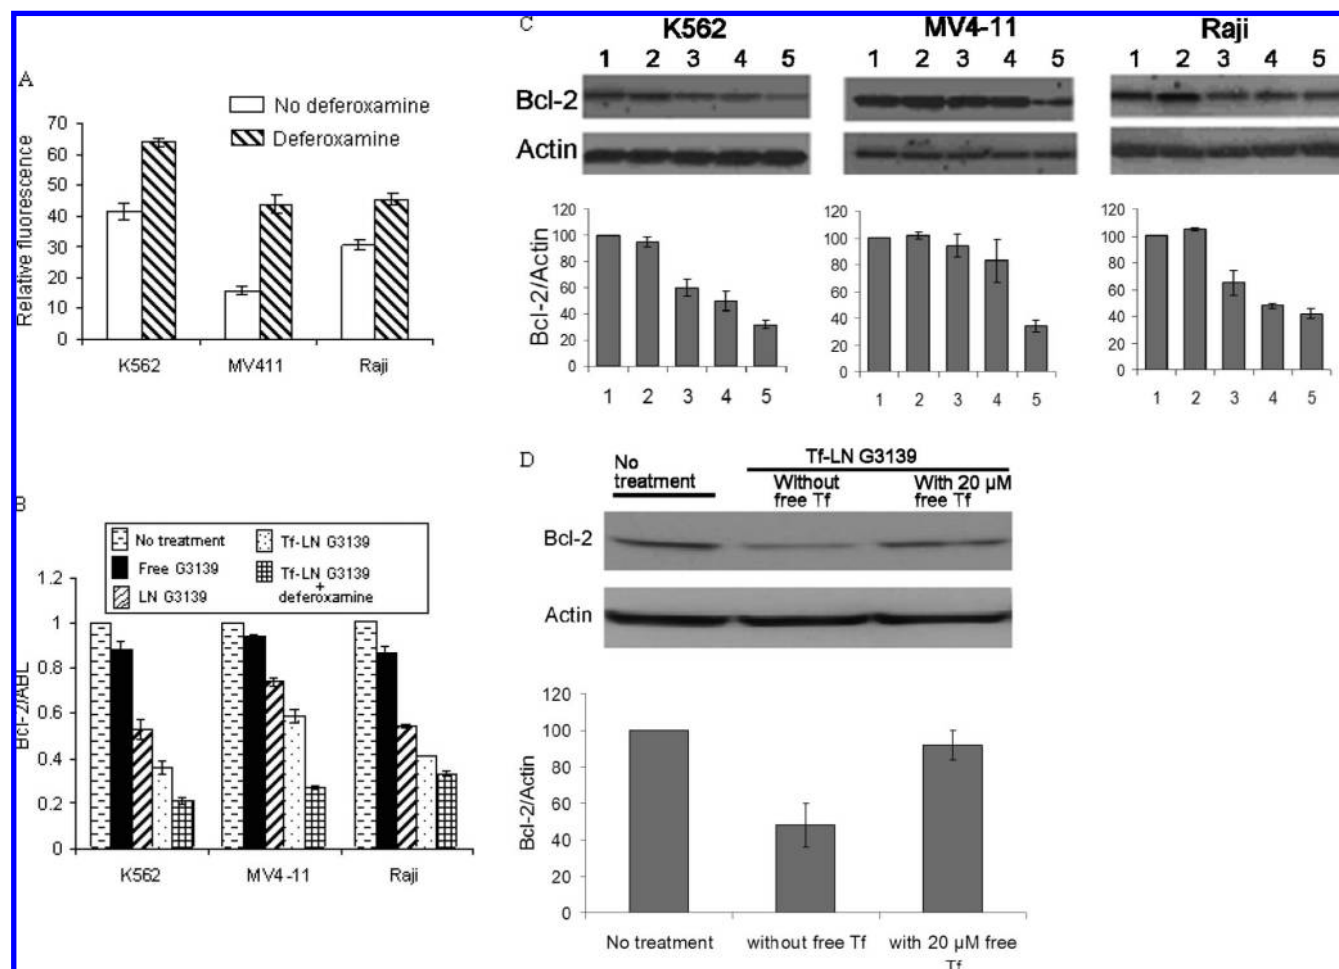 A
No deferoxamine
Deferoxamine
Relative fluorescence
70
60
50
40
30
20
10
0
K562 MV411 Raji
B
No treatment
Free G3139
LN G3139
Tf-LN G3139
Tf-LN G3139
+
deferoxamine
Bcl-2/ABL
1.2
1
0.8
0.6
0.4
0.2
0
K562 MV4-11 Raji
C
K562 MV4-11 Raji
1 2 3 4 5 1 2 3 4 5 1 2 3 4 5
Bcl-2
Actin
Bcl-2/Actin
120
100
80
60
40
20
0
1 2 3 4 5
120
100
80
60
40
20
0
1 2 3 4 5
120
100
80
60
40
20
0
1 2 3 4 5
D
No
treatment
Tf-LN G3139
Without
free Tf
With 20 µM
free Tf
Bcl-2
Actin
Bcl-2/Actin
120
100
80
60
40
20
0
No treatment without free Tf with 20 µM free
Tf